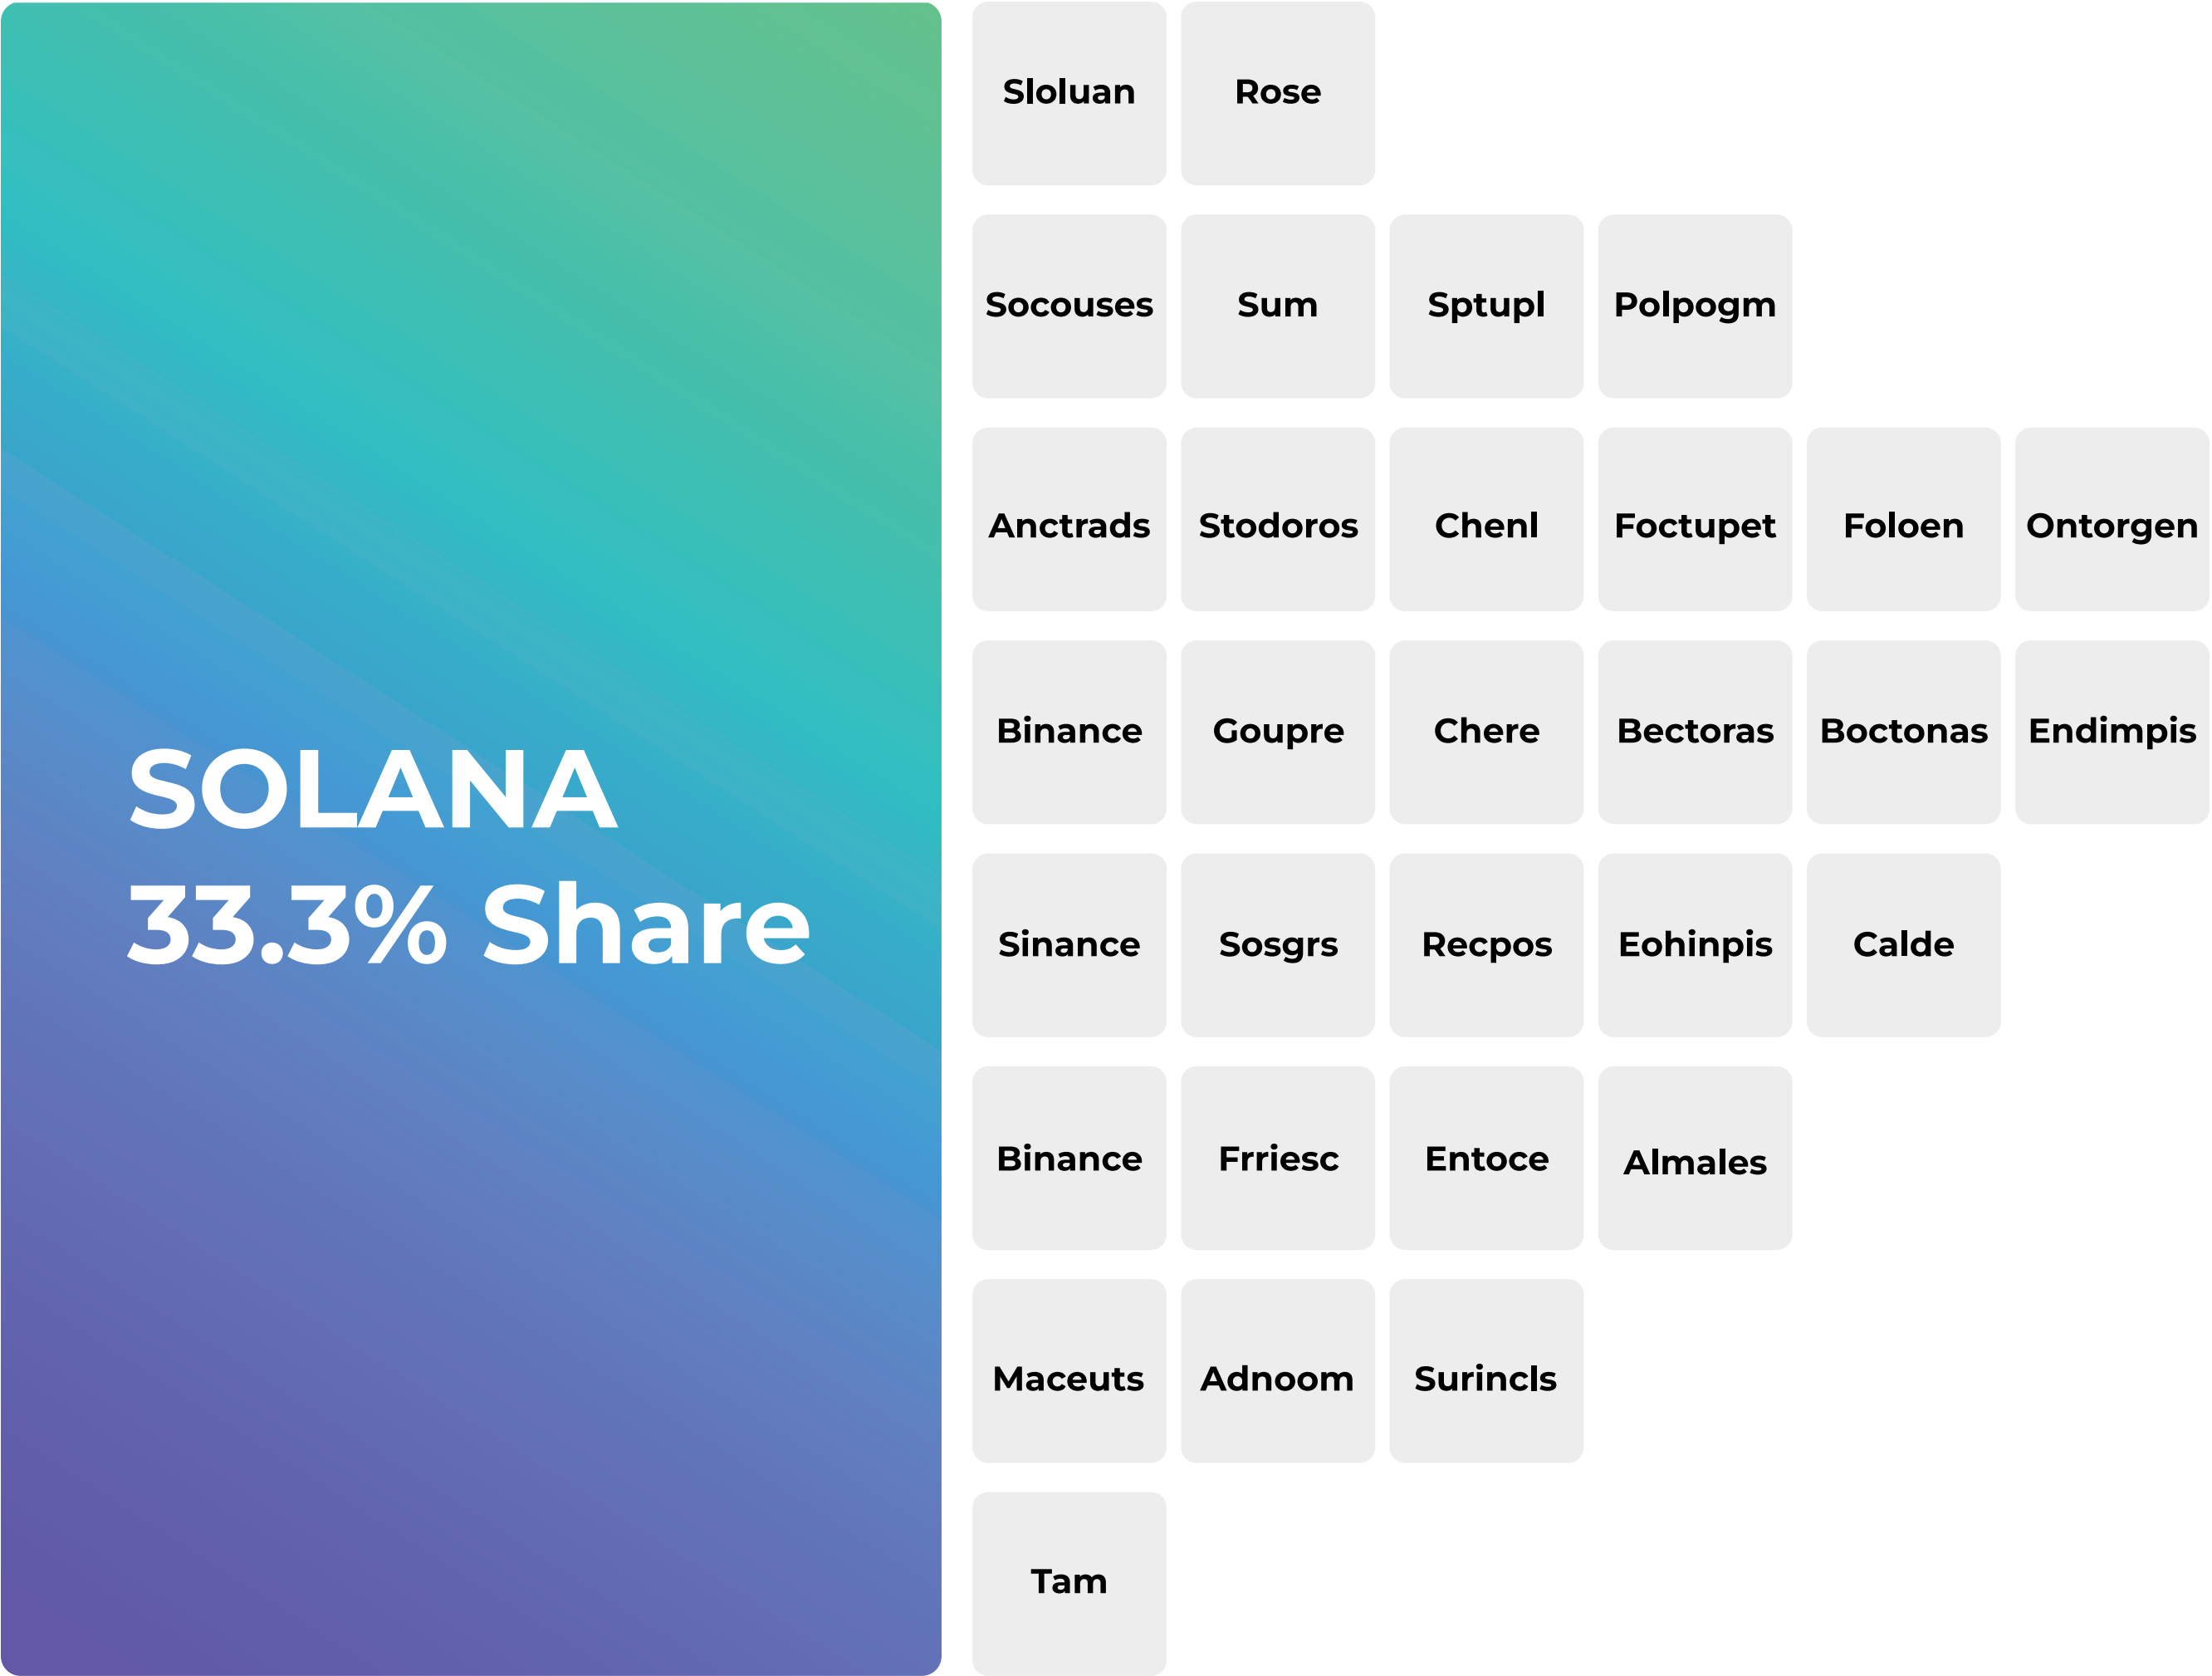 SOLANA
33.3% Share
Sloluan Rose
Socouses Sum Sptupl Polpogm
Anctrads Stodoros Chenl Foctupet Foloen Ontorgen
Binance Goupre Chere Bectoras Boctonas Endimpis
Sinance Sosgrs Recpos Eohinpis Calde
Binance Friesc Entoce Almales
Maceuts Adnoom Surincls
Tam